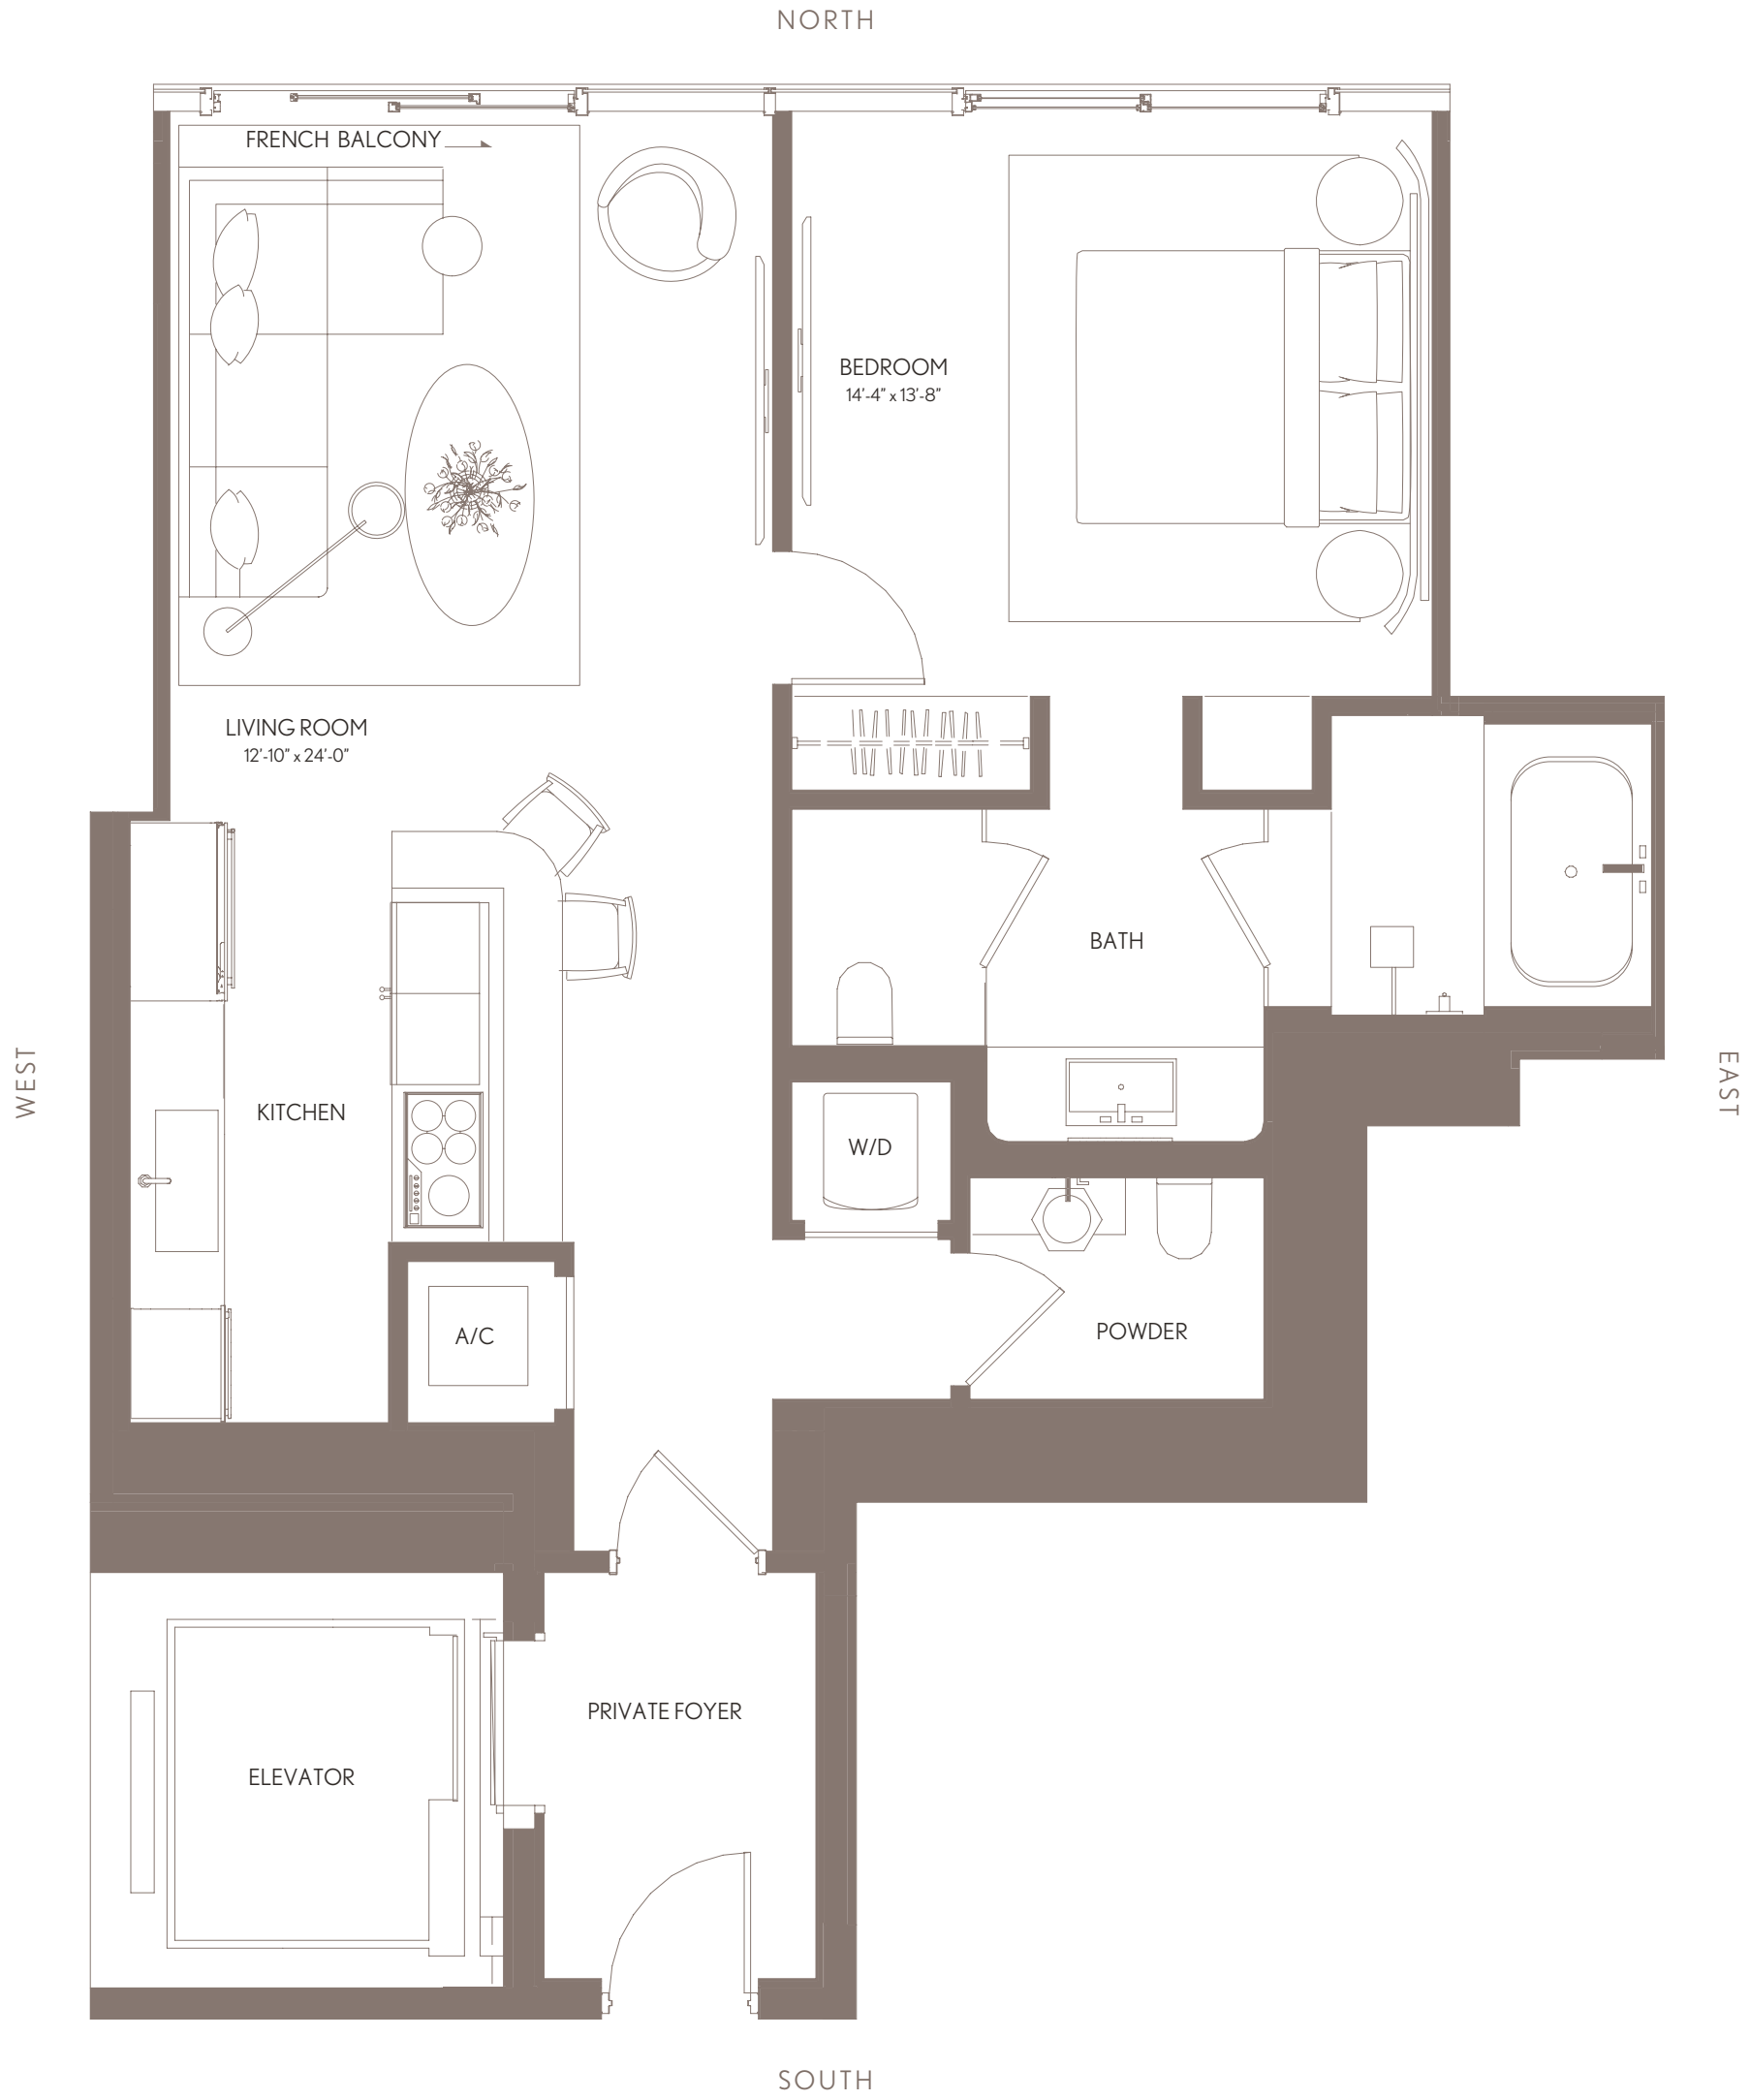 NORTH
FRENCH BALCONY
BEDROOM
14'-4" x 13'-8"
LIVING ROOM
12'-10" x 24'-0"
BATH
WEST
EAST
KITCHEN
W/D
POWDER
A/C
PRIVATE FOYER
ELEVATOR
SOUTH